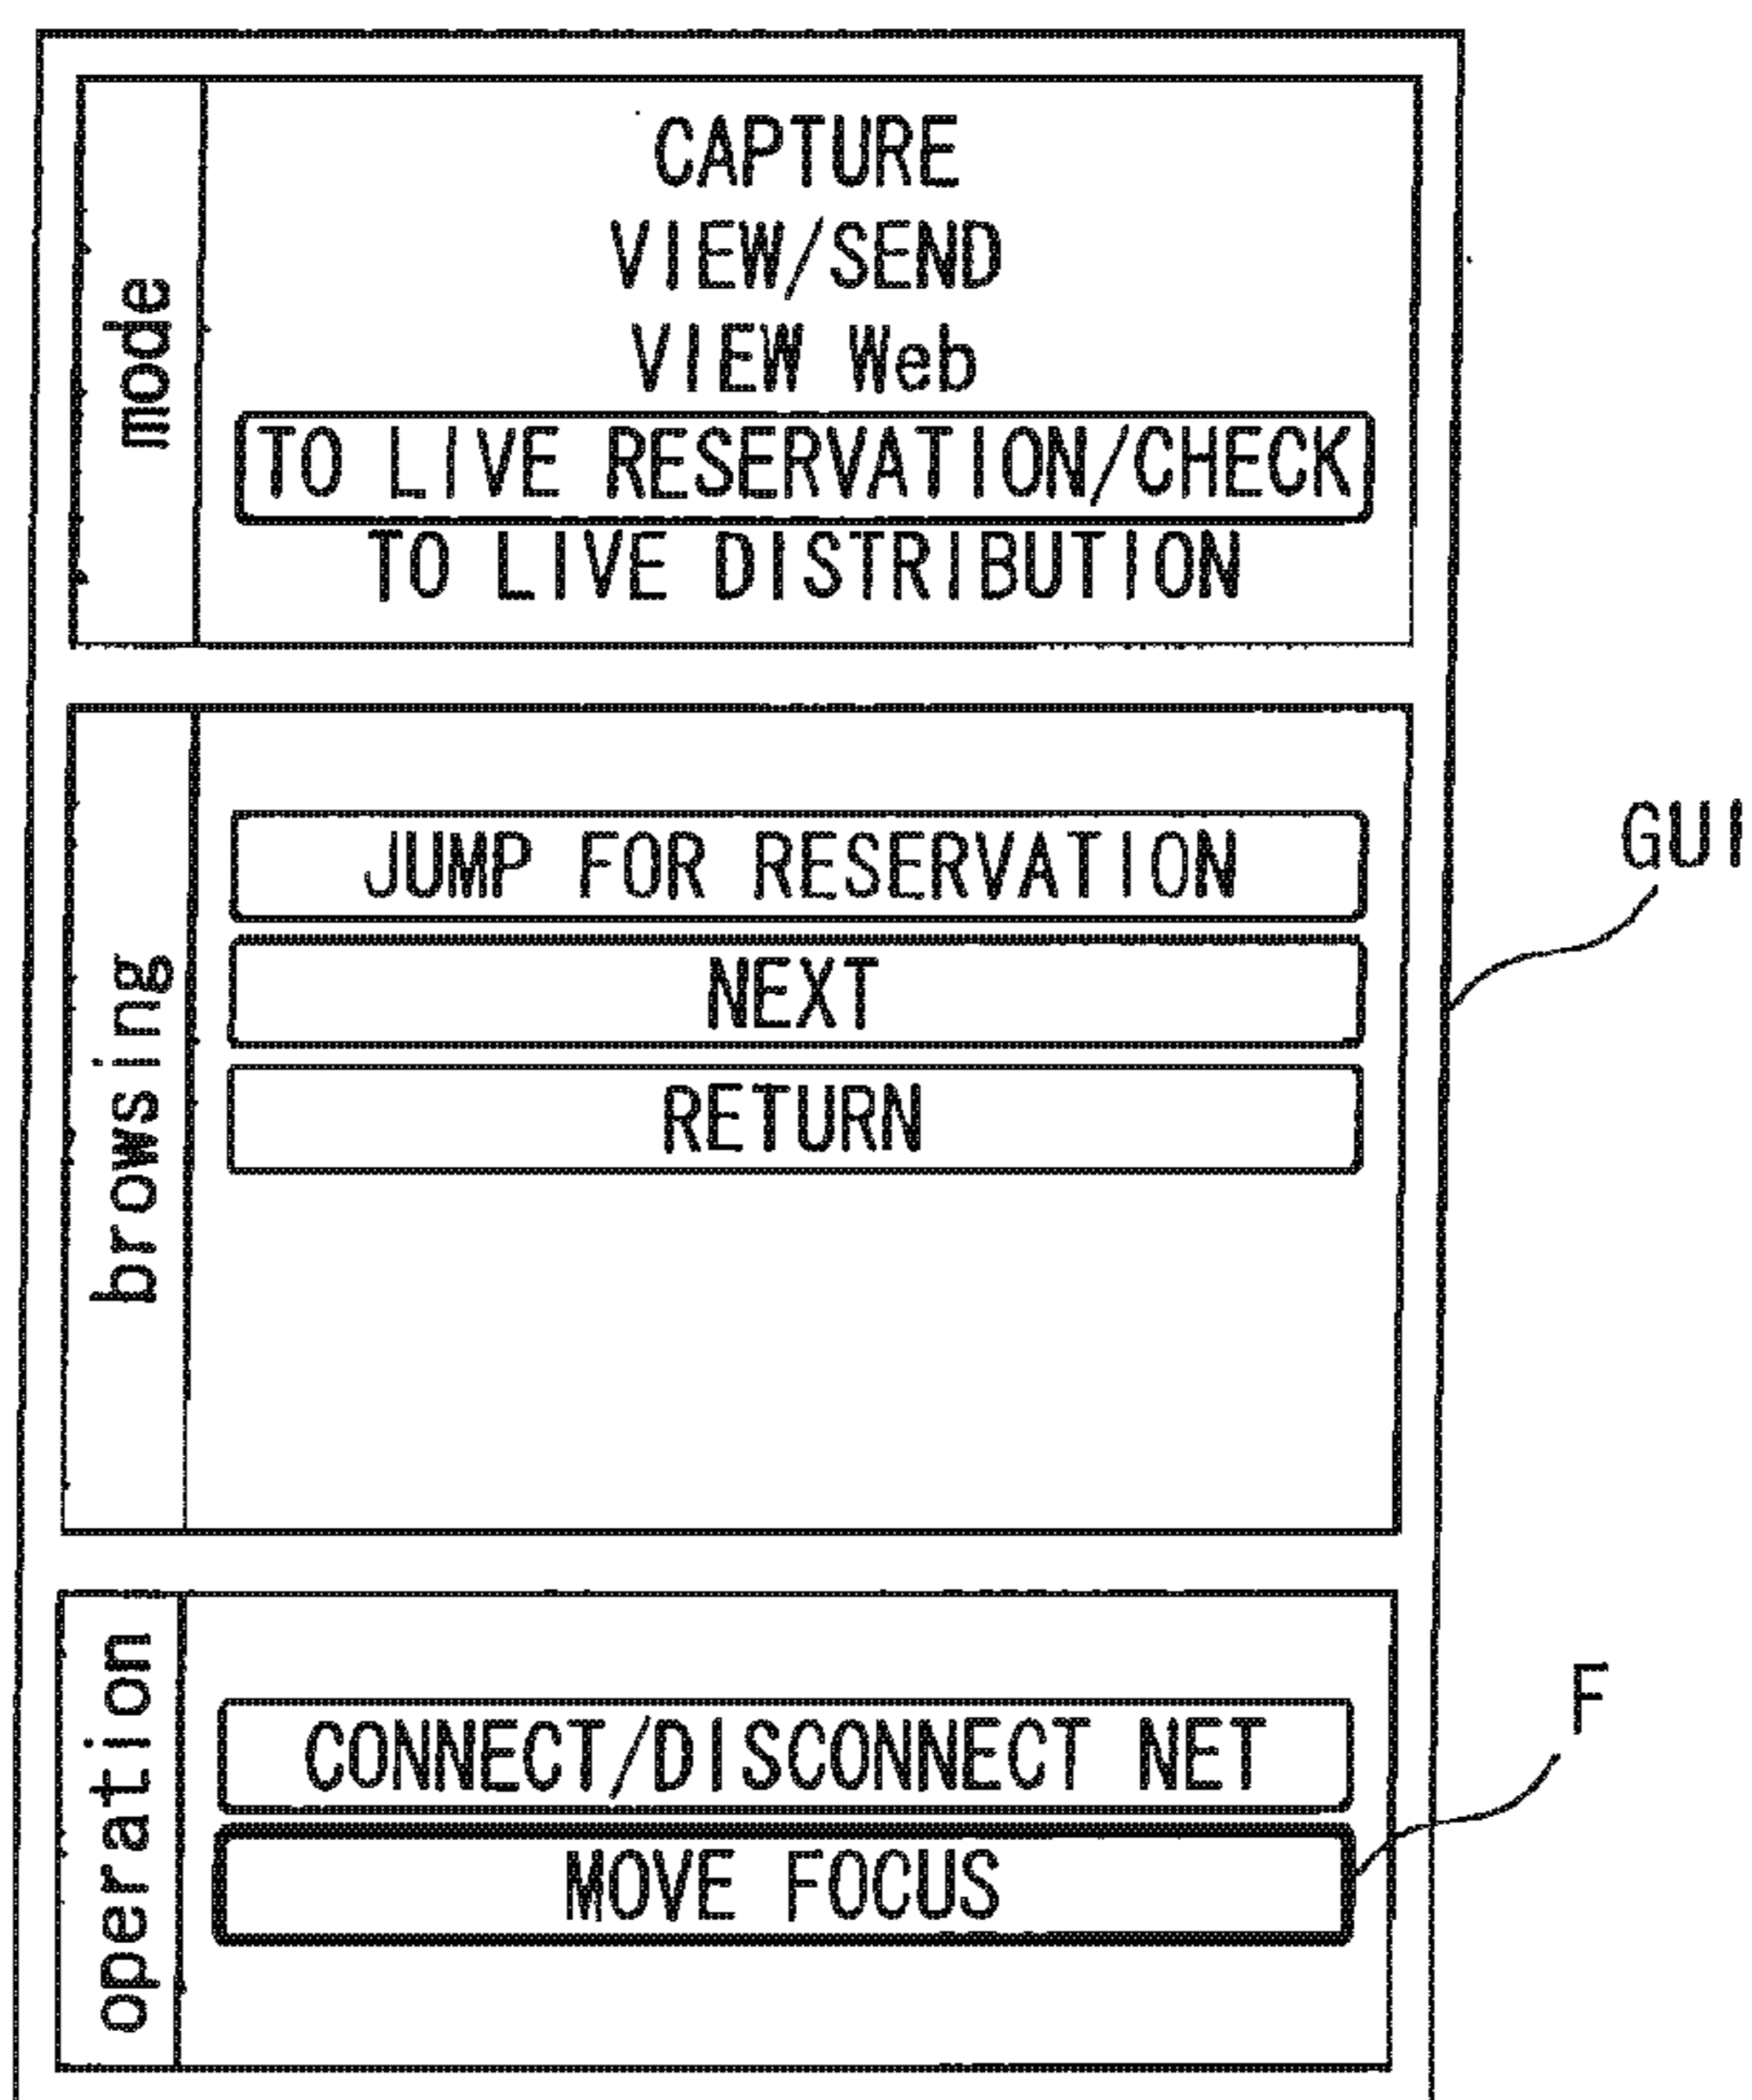 mode
CAPTURE
VIEW/SEND
VIEW Web
TO LIVE RESERVATION/CHECK
TO LIVE DISTRIBUTION
browsing
JUMP FOR RESERVATION
NEXT
RETURN
GUI
operation
CONNECT/DISCONNECT NET
MOVE FOCUS
F